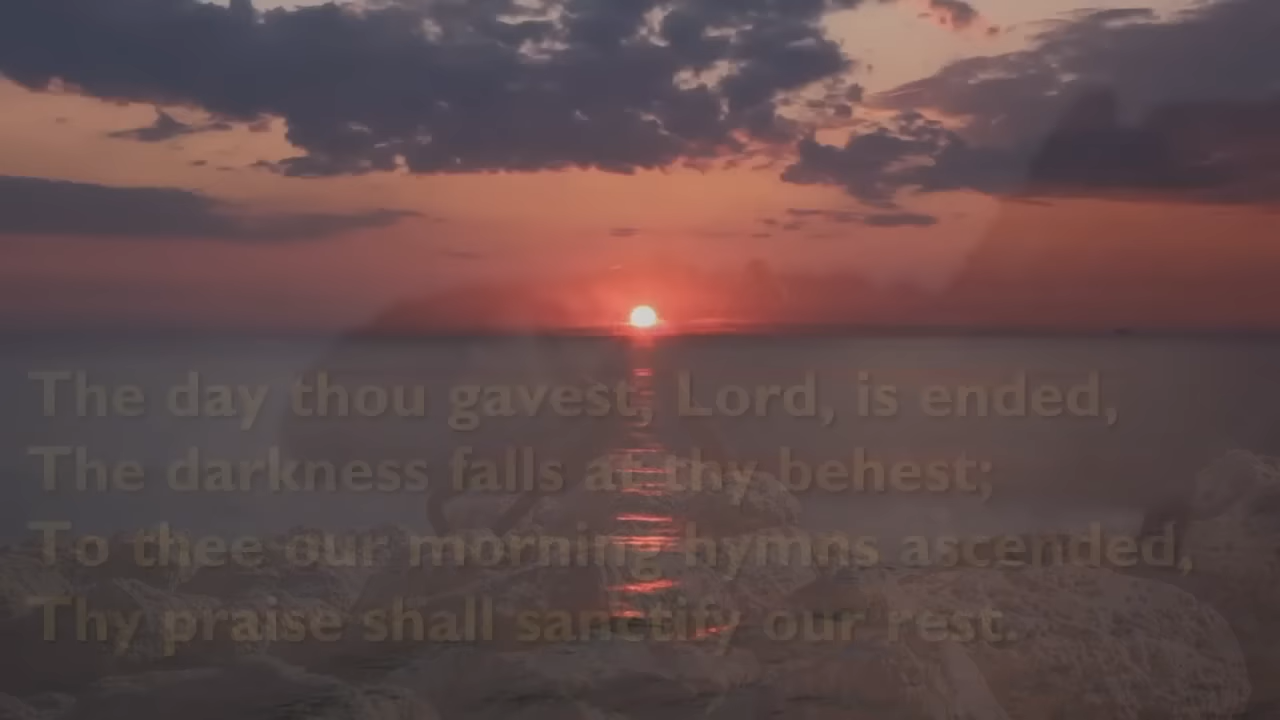 The day thou gavest, Lord, is ended,
The darkness falls at thy behest;
To thee our morning hymns ascended,
Thy praise shall sanctify our rest.